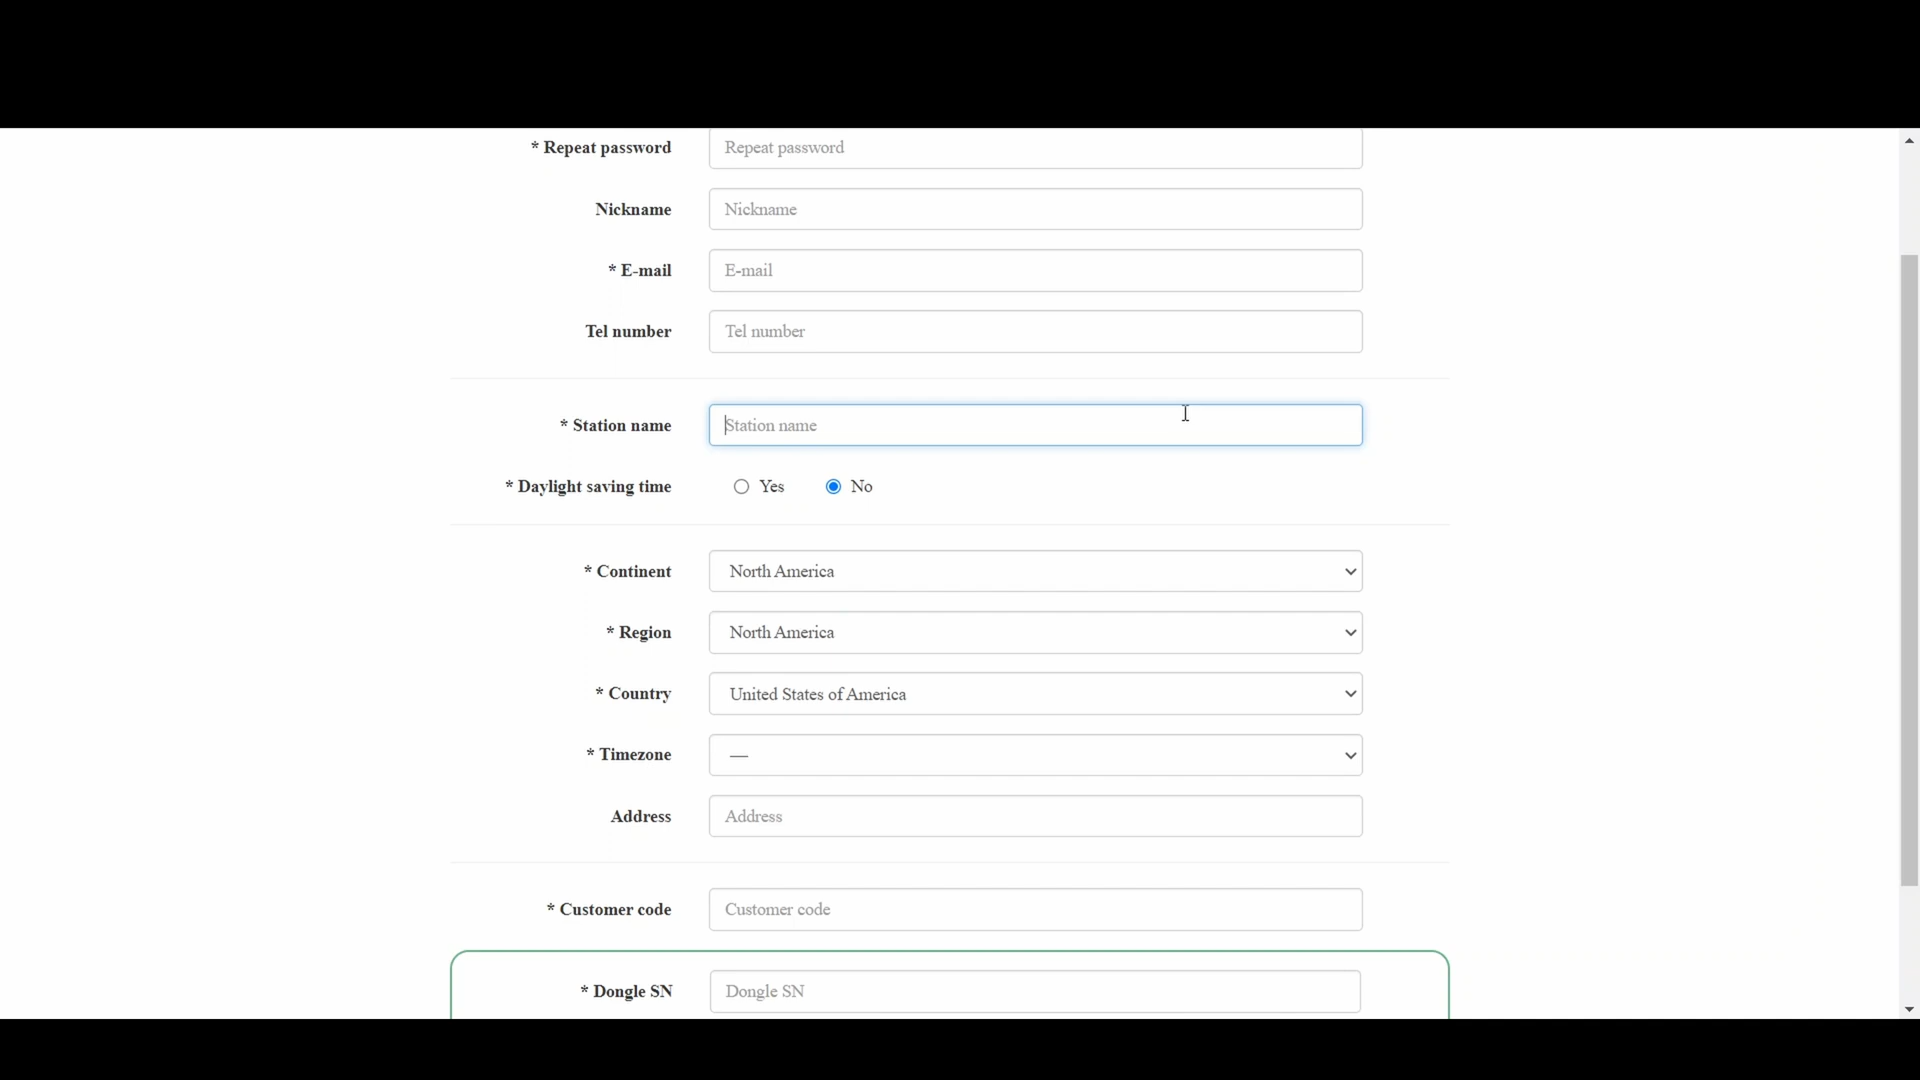 * Repeat password Repeat password
Nickname Nickname
* E-mail E-mail
Tel number Tel number
* Station name Station name
* Daylight saving time Yes No
* Continent North America
* Region North America
* Country United States of America
* Timezone —
Address Address
* Customer code Customer code
* Dongle SN Dongle SN